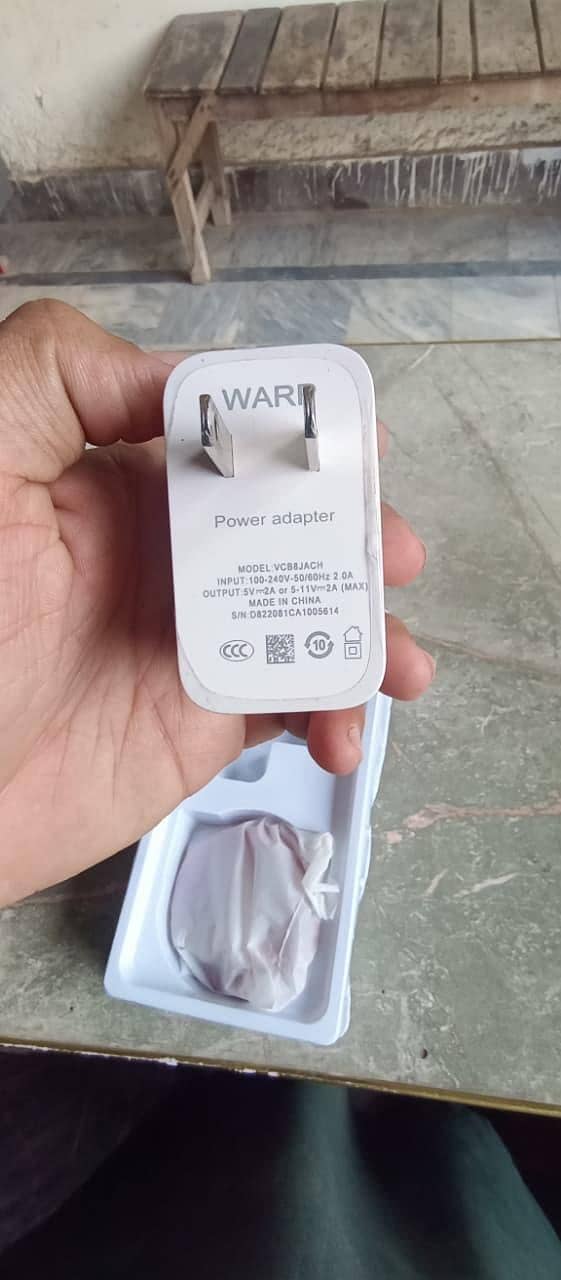 WARP
Power adapter
MODEL:VCB8JACH
INPUT:100-240V-50/60Hz 2.0A
OUTPUT:5V⎓2A or 5-11V⎓2A (MAX)
MADE IN CHINA
S/N:D822081CA1005614
CCC
10